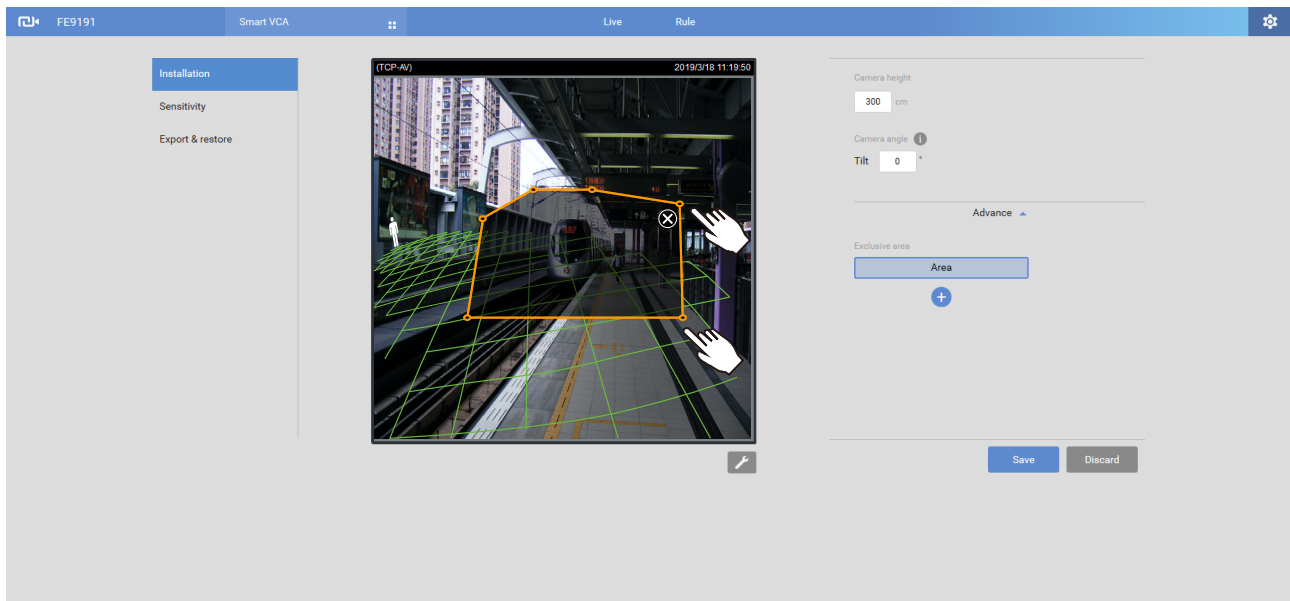 FE9191
Smart VCA
Live
Rule
Installation
Sensitivity
Export & restore
(TCP-AV)
2019/3/18 11:19:50
Camera height
300 cm
Camera angle i
Tilt 0 °
Advance
Exclusive area
Area
Save
Discard